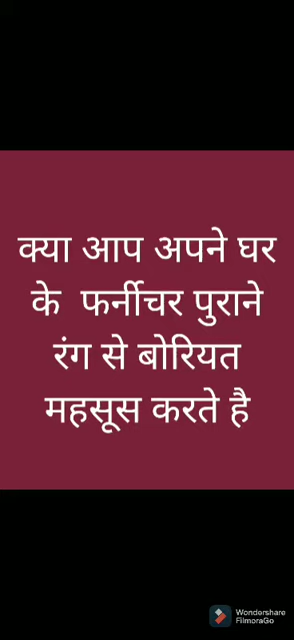 क्या आप अपने घर
के फर्नीचर पुराने
रंग से बोरियत
महसूस करते है
Wondershare
FilmoraGo